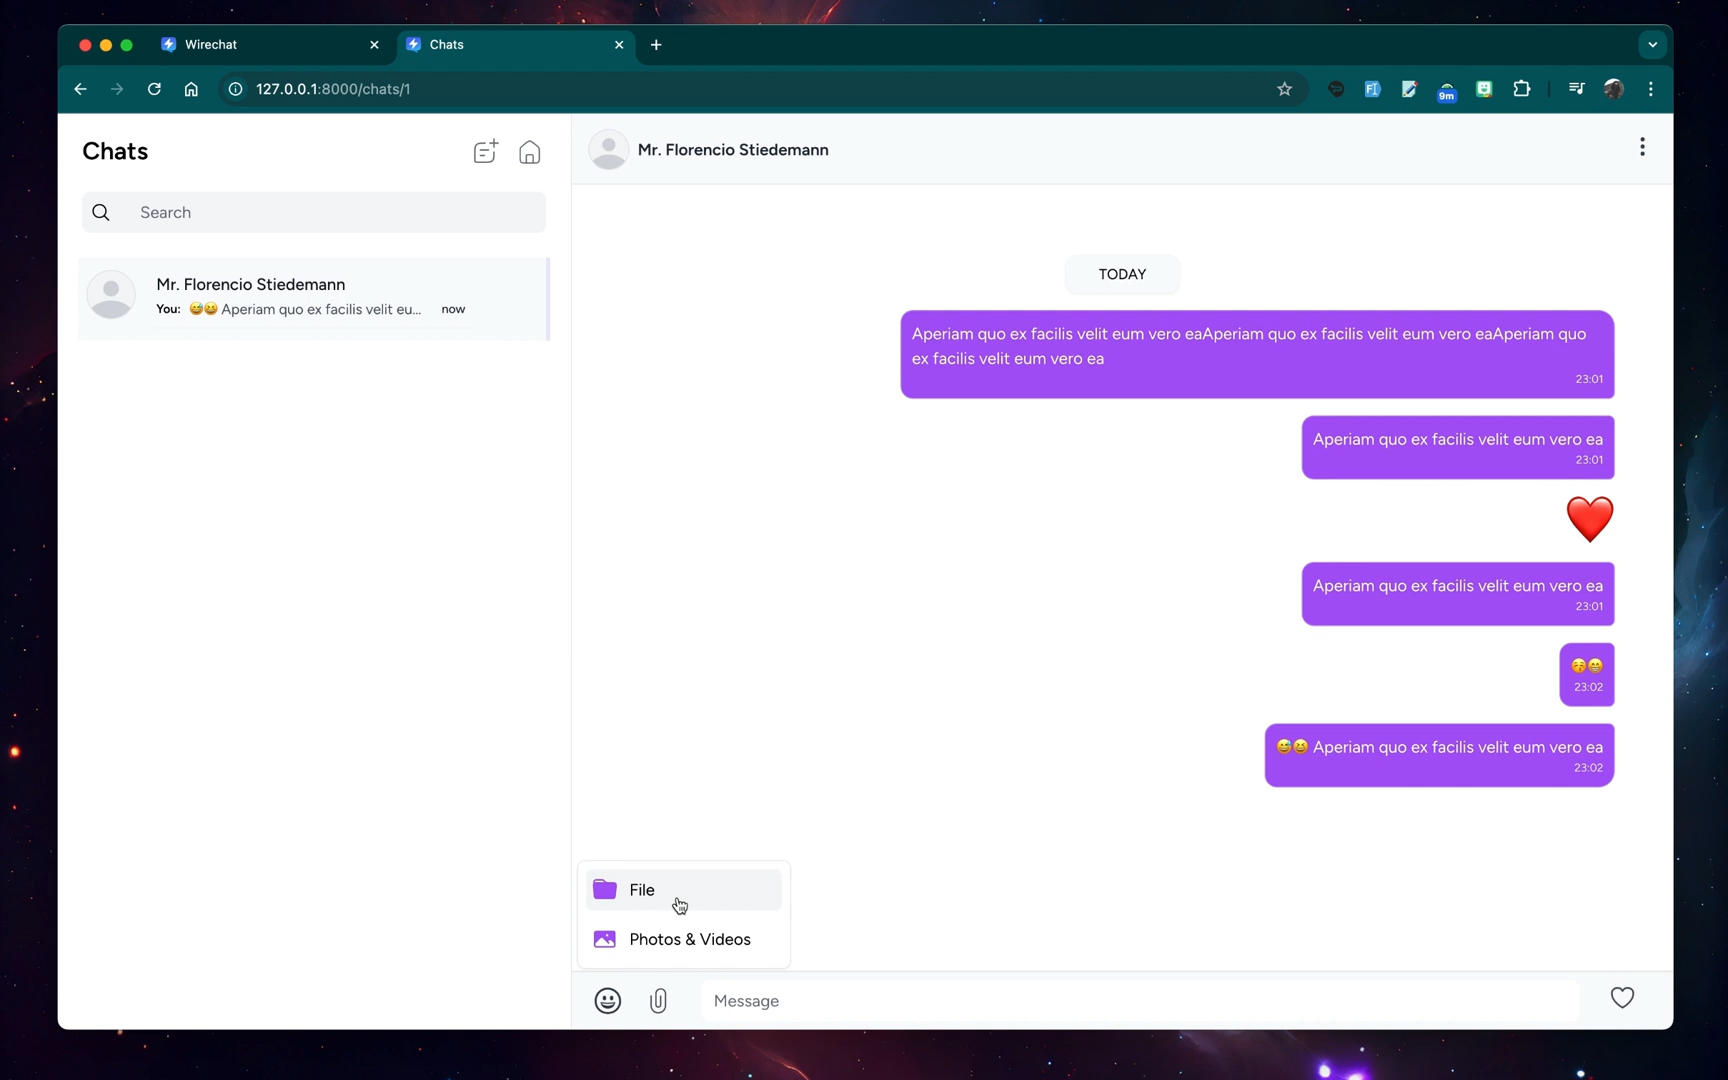 Wirechat
Chats
127.0.0.1:8000/chats/1
9m
Chats
Search
Mr. Florencio Stiedemann
You: 😅😆 Aperiam quo ex facilis velit eu... now
Mr. Florencio Stiedemann
TODAY
Aperiam quo ex facilis velit eum vero eaAperiam quo ex facilis velit eum vero eaAperiam quo
ex facilis velit eum vero ea
23:01
Aperiam quo ex facilis velit eum vero ea
23:01
Aperiam quo ex facilis velit eum vero ea
23:01
23:02
😅😆 Aperiam quo ex facilis velit eum vero ea
23:02
File
Photos & Videos
Message